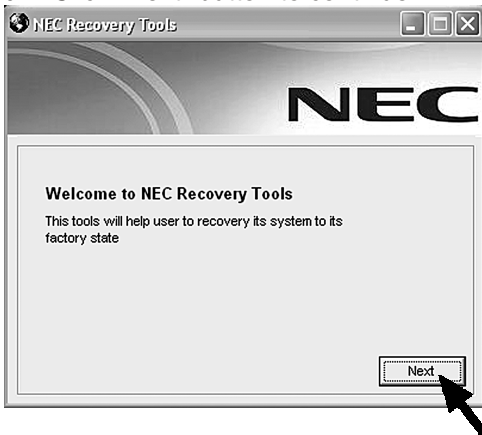 NEC Recovery Tools
NEC
Welcome to NEC Recovery Tools
This tools will help user to recovery its system to its
factory state
Next